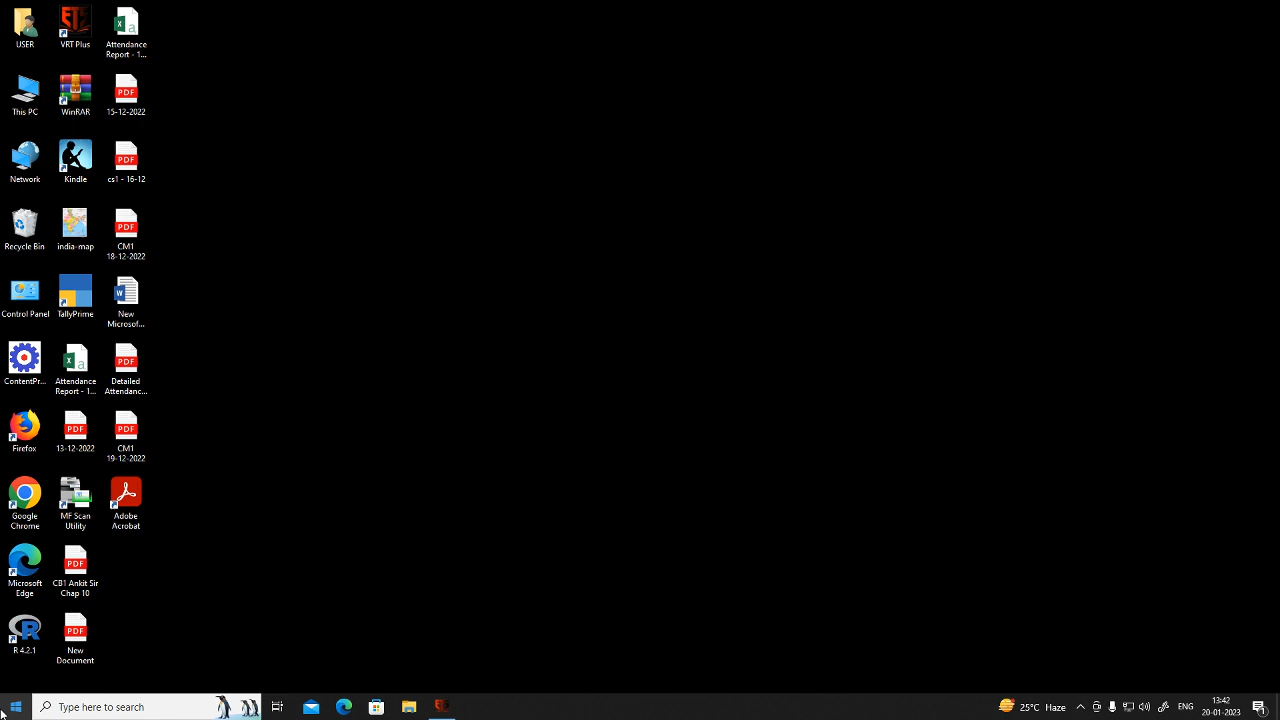 USER
VRT Plus
Attendance
Report - 1...
This PC
WinRAR
PDF
15-12-2022
Network
Kindle
PDF
cs1 - 16-12
Recycle Bin
india-map
PDF
CM1
18-12-2022
Control Panel
TallyPrime
W
New
Microsof...
ContentPr...
X a
Attendance
Report - 1...
PDF
Detailed
Attendanc...
Firefox
PDF
13-12-2022
PDF
CM1
19-12-2022
Google
Chrome
MF Scan
Utility
Adobe
Acrobat
Microsoft
Edge
PDF
CB1 Ankit Sir
Chap 10
R 4.2.1
PDF
New
Document
Type here to search
25°C Haze
ENG
13:42
20-01-2023